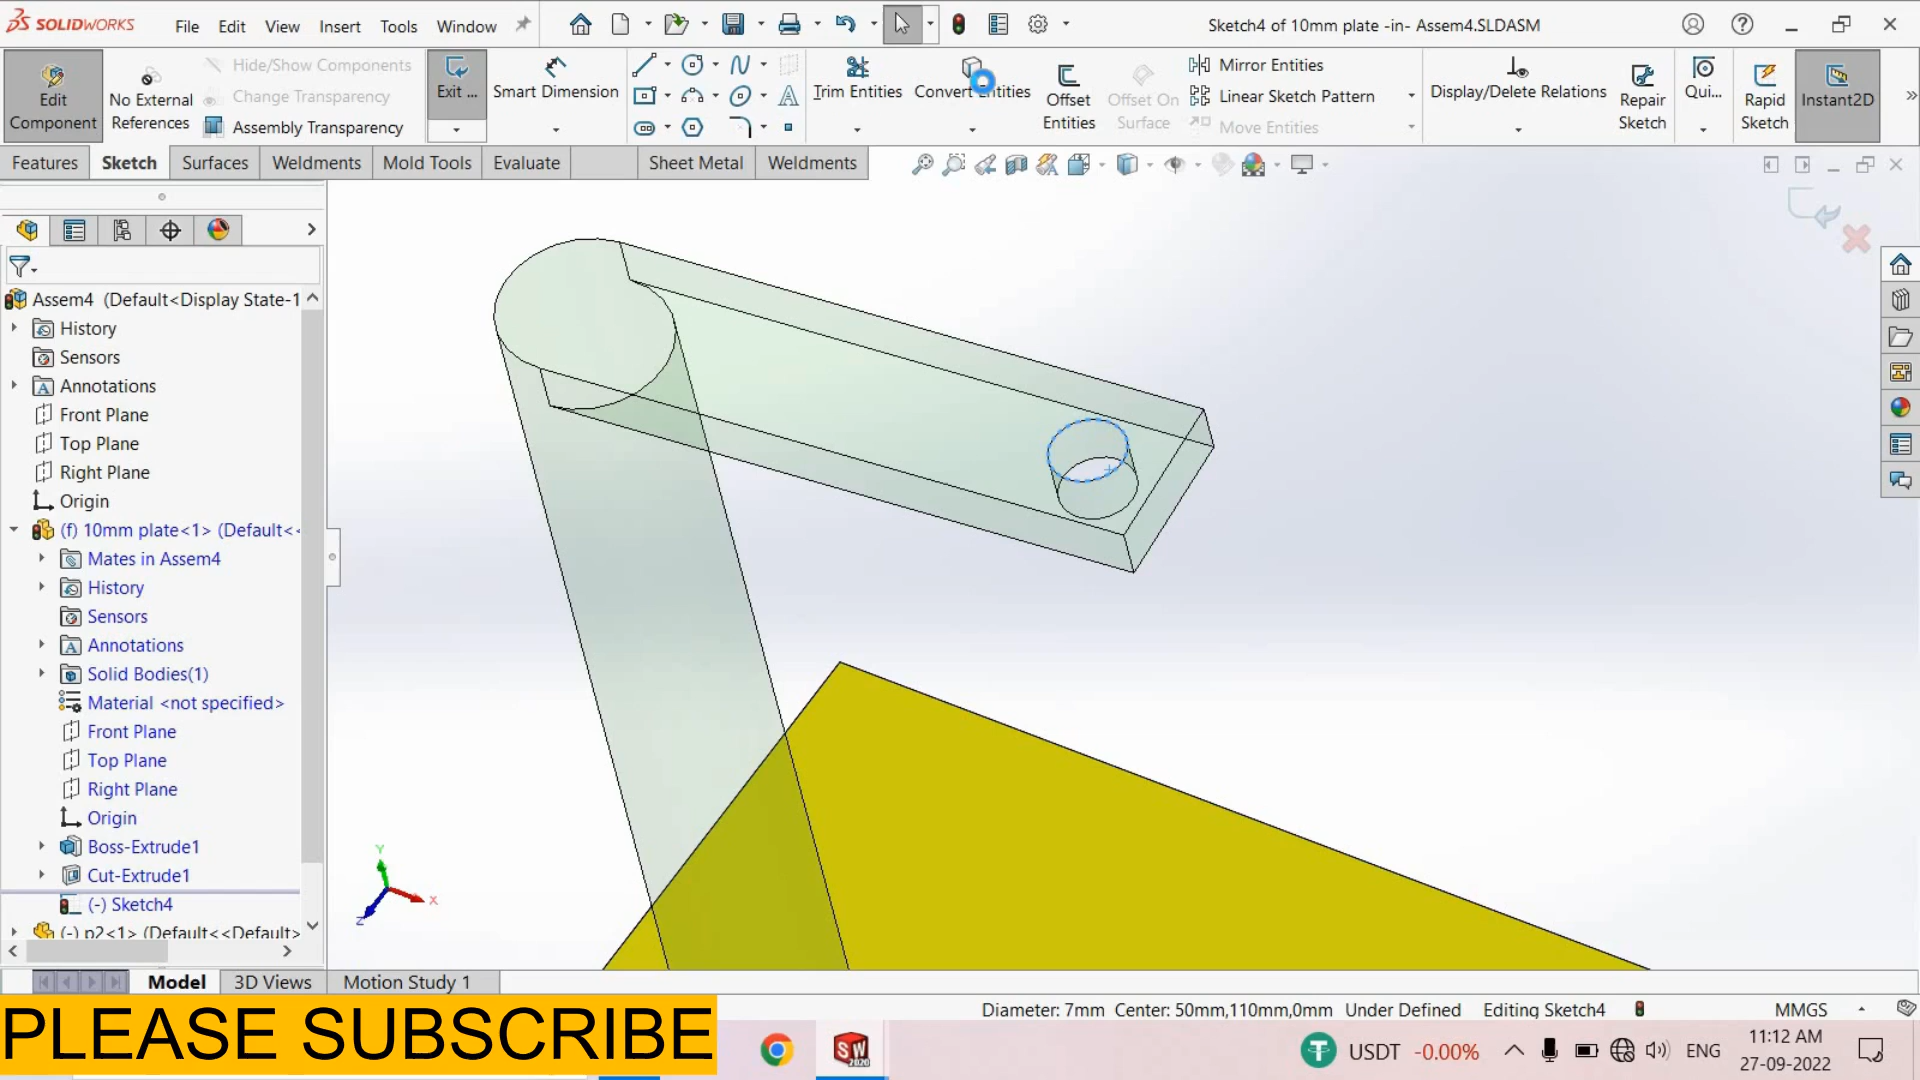 SOLIDWORKS File Edit View Insert Tools Window Sketch4 of 10mm plate -in- Assem4.SLDASM
Edit Component
No External References
Hide/Show Components
Change Transparency
Assembly Transparency
Exit ...
Smart Dimension
Trim Entities
Convert Entities
Offset Entities
Offset On Surface
Mirror Entities
Linear Sketch Pattern
Move Entities
Display/Delete Relations
Repair Sketch
Qui...
Rapid Sketch
Instant2D
Features Sketch Surfaces Weldments Mold Tools Evaluate Sheet Metal Weldments
Assem4 (Default<Display State-1
History
Sensors
Annotations
Front Plane
Top Plane
Right Plane
Origin
(f) 10mm plate<1> (Default<<
Mates in Assem4
History
Sensors
Annotations
Solid Bodies(1)
Material <not specified>
Front Plane
Top Plane
Right Plane
Origin
Boss-Extrude1
Cut-Extrude1
(-) Sketch4
(-) p2<1> (Default<<Default>
Y
X
Z
Model 3D Views Motion Study 1
Diameter: 7mm Center: 50mm,110mm,0mm Under Defined Editing Sketch4 MMGS
PLEASE SUBSCRIBE
SW 2020
USDT -0.00% ENG
11:12 AM
27-09-2022